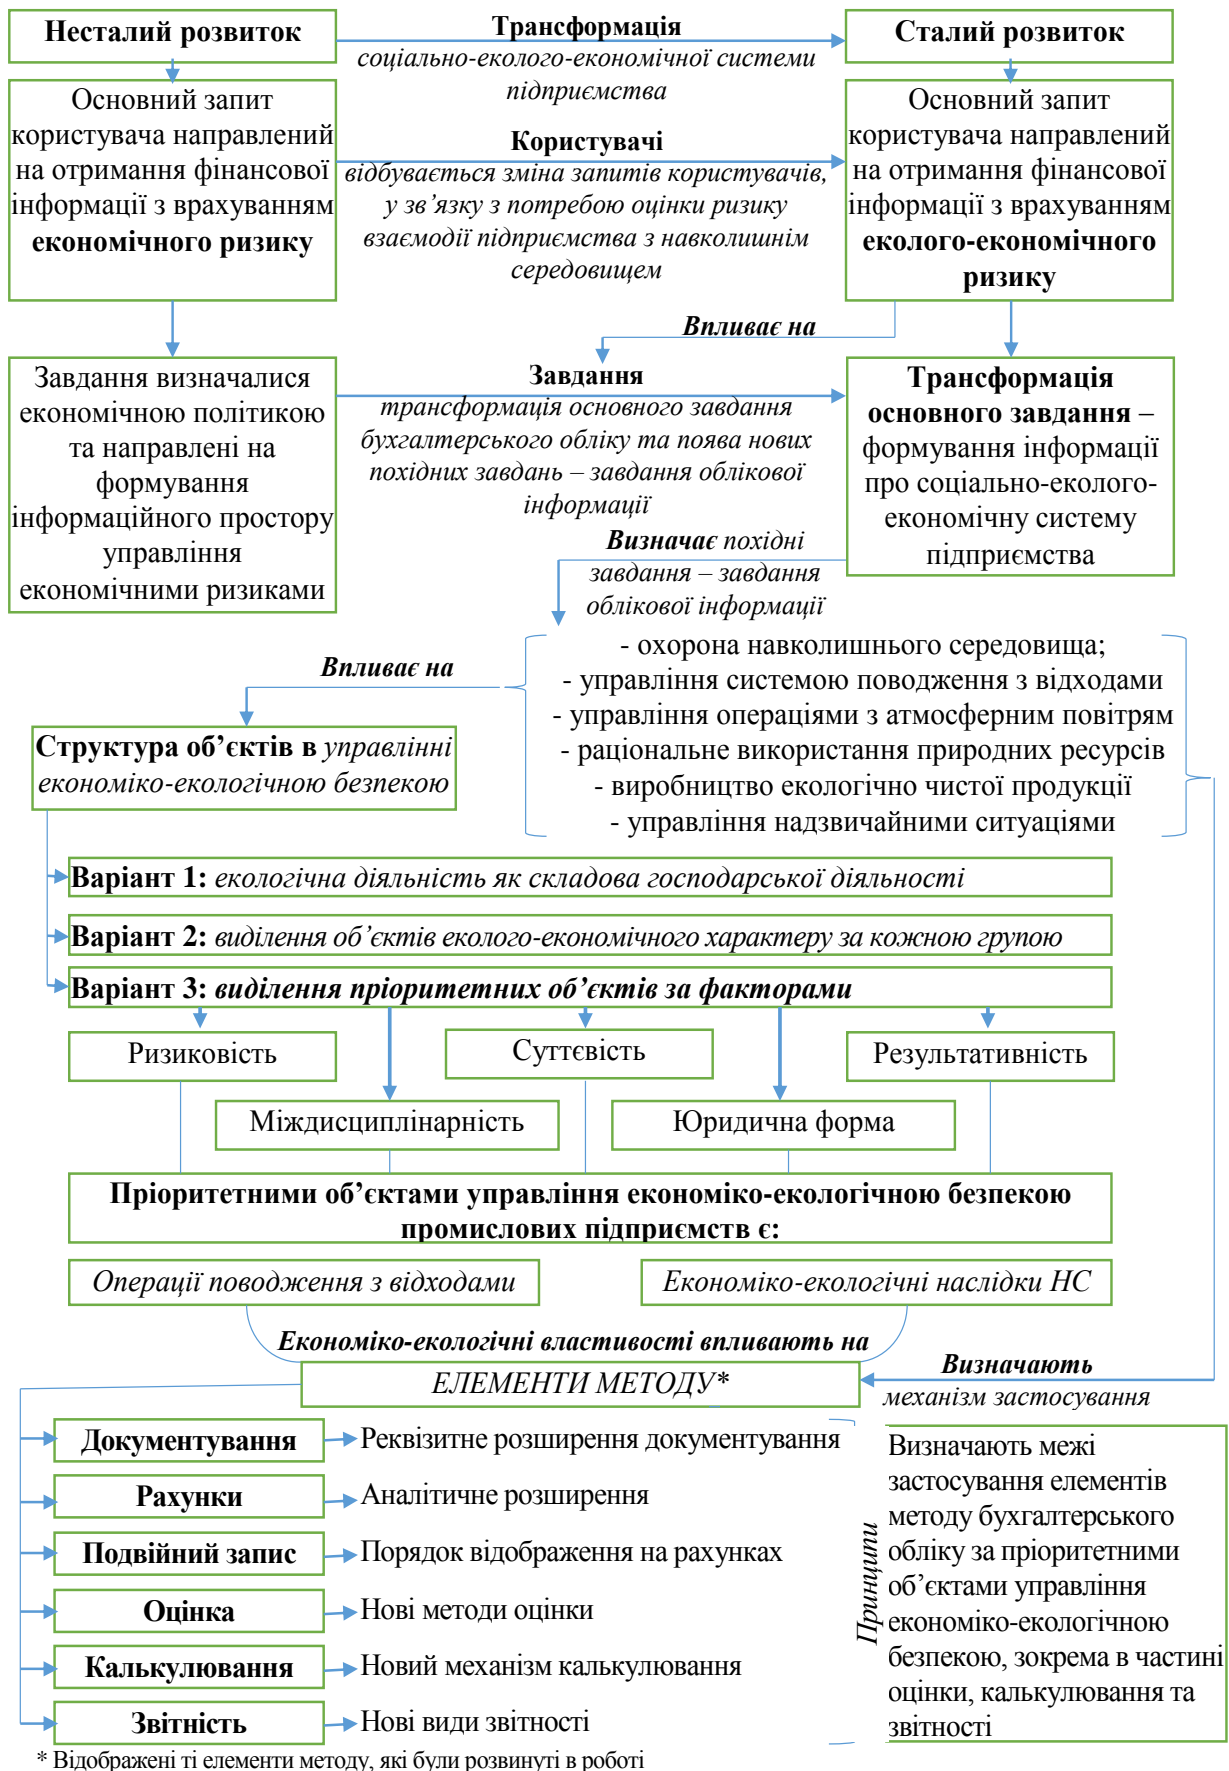 Несталий розвиток
Трансформація
соціально-еколого-економічної системи
підприємства
Сталий розвиток
Основний запит
користувача направлений
на отримання фінансової
інформації з врахуванням
економічного ризику
Користувачі
відбувається зміна запитів користувачів,
у зв’язку з потребою оцінки ризику
взаємодії підприємства з навколишнім
середовищем
Основний запит
користувача направлений
на отримання фінансової
інформації з врахуванням
еколого-економічного
ризику
Впливає на
Завдання визначалися
економічною політикою
та направлені на
формування
інформаційного простору
управління
економічними ризиками
Завдання
трансформація основного завдання
бухгалтерського обліку та поява нових
похідних завдань – завдання облікової
інформації
Трансформація
основного завдання –
формування інформації
про соціально-еколого-
економічну систему
підприємства
Визначає похідні
завдання – завдання
облікової інформації
- охорона навколишнього середовища;
- управління системою поводження з відходами
- управління операціями з атмосферним повітрям
- раціональне використання природних ресурсів
- виробництво екологічно чистої продукції
- управління надзвичайними ситуаціями
Впливає на
Структура об’єктів в управлінні
економіко-екологічною безпекою
Варіант 1: екологічна діяльність як складова господарської діяльності
Варіант 2: виділення об’єктів еколого-економічного характеру за кожною групою
Варіант 3: виділення пріоритетних об’єктів за факторами
Ризиковість
Суттєвість
Результативність
Міждисциплінарність
Юридична форма
Пріоритетними об’єктами управління економіко-екологічною безпекою
промислових підприємств є:
Операції поводження з відходами
Економіко-екологічні наслідки НС
Економіко-екологічні властивості впливають на
ЕЛЕМЕНТИ МЕТОДУ*
Визначають
механізм застосування
Документування
Реквізитне розширення документування
Рахунки
Аналітичне розширення
Подвійний запис
Порядок відображення на рахунках
Оцінка
Нові методи оцінки
Калькулювання
Новий механізм калькулювання
Звітність
Нові види звітності
Принципи
Визначають межі
застосування елементів
методу бухгалтерського
обліку за пріоритетними
об’єктами управління
економіко-екологічною
безпекою, зокрема в частині
оцінки, калькулювання та
звітності
* Відображені ті елементи методу, які були розвинуті в роботі